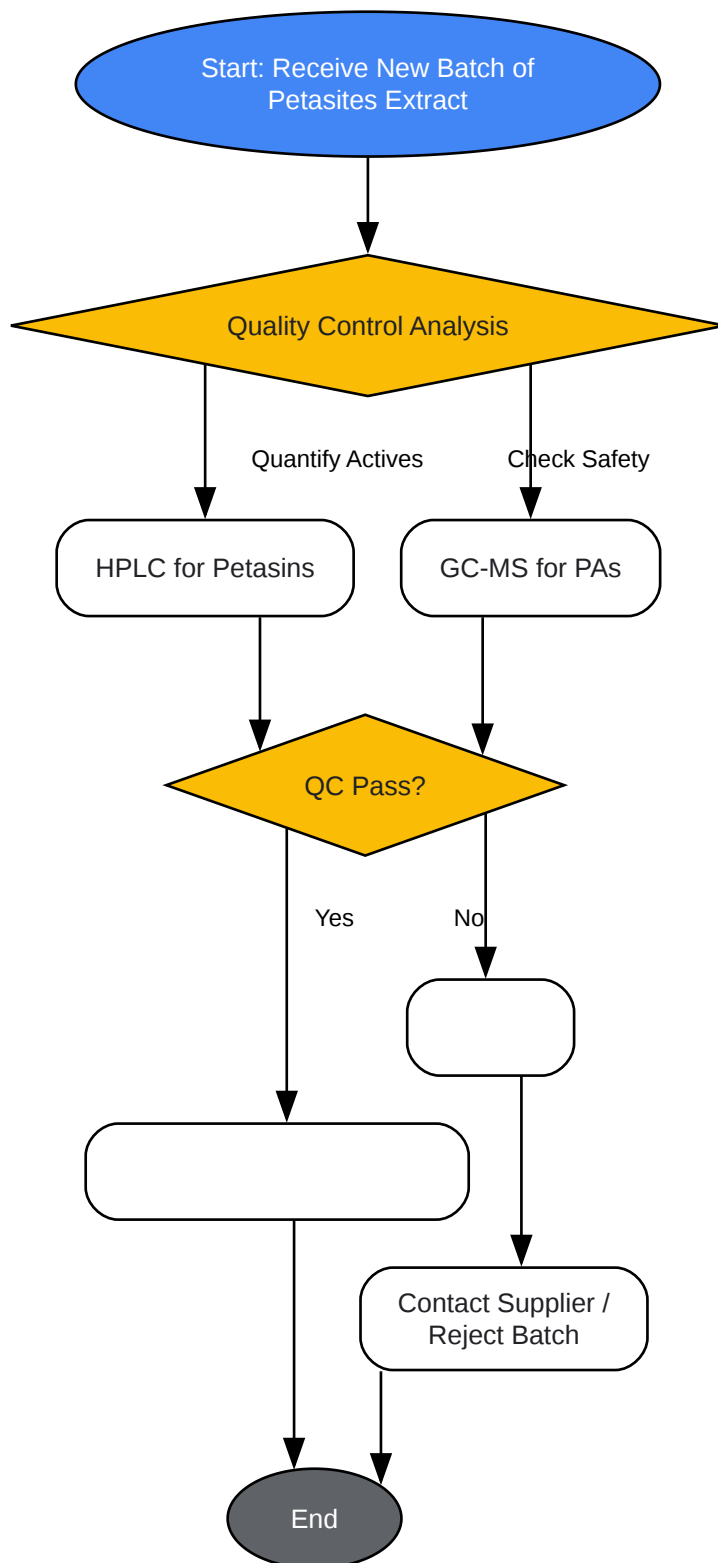 Start: Receive New Batch of
Petasites Extract
Quality Control Analysis
Quantify Actives
Check Safety
HPLC for Petasins
GC-MS for PAs
QC Pass?
Yes
No
Contact Supplier /
Reject Batch
End